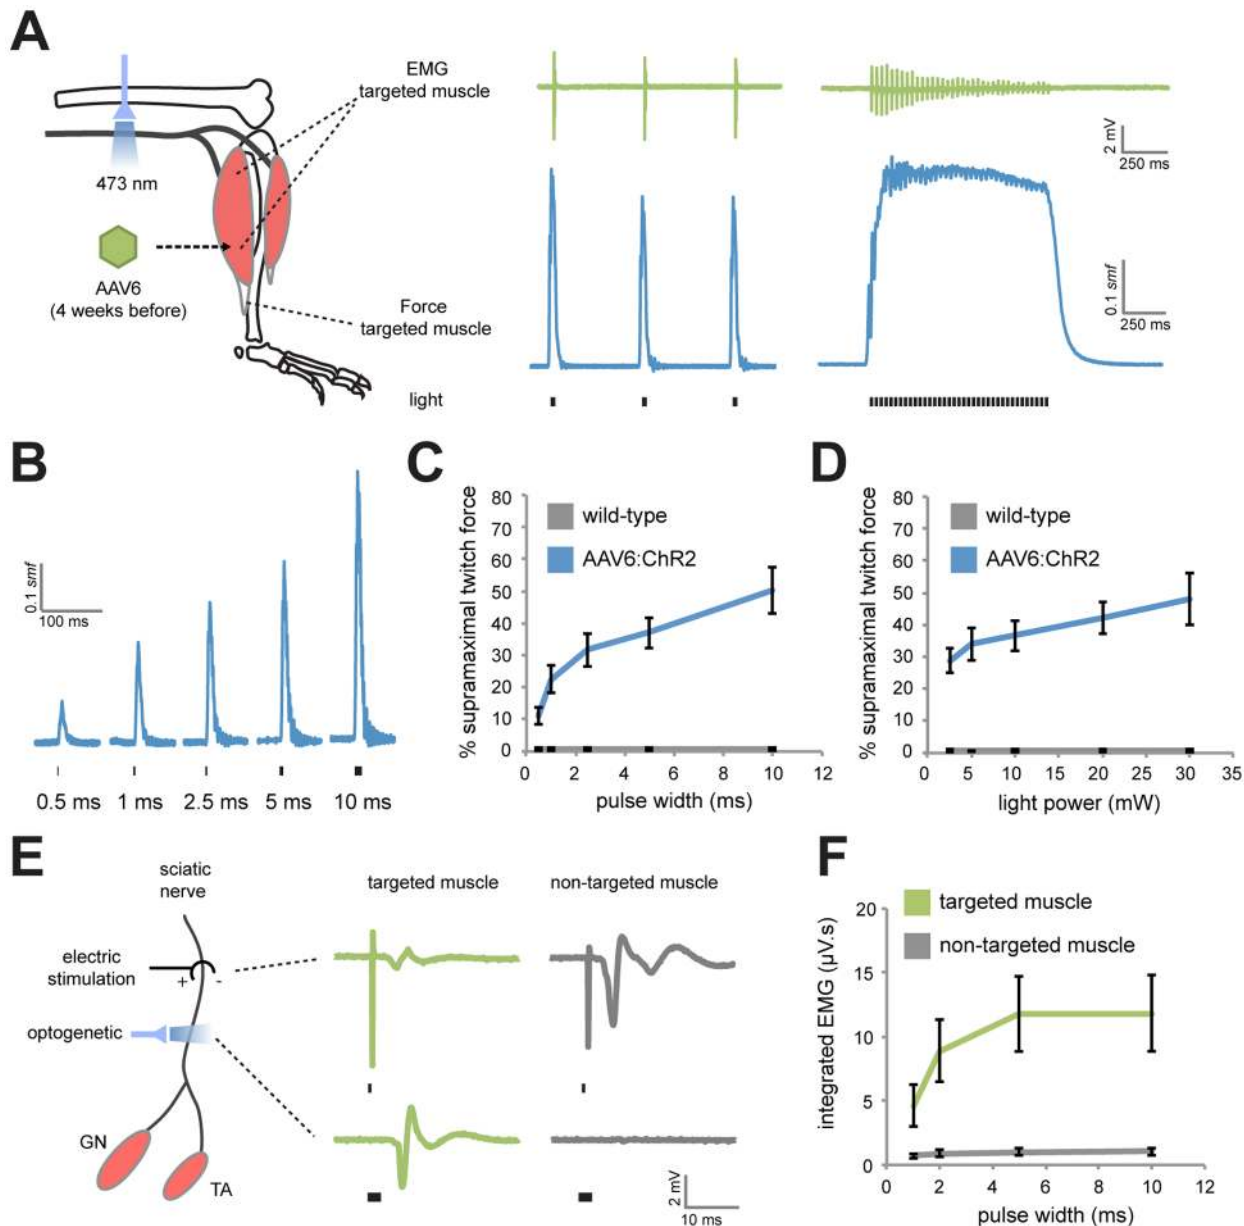 A
EMG
targeted muscle
473 nm
AAV6
(4 weeks before)
Force
targeted muscle
light
2 mV
250 ms
0.1 smf
250 ms
B
0.1 smf
100 ms
0.5 ms
1 ms
2.5 ms
5 ms
10 ms
C
% supramaximal twitch force
80
70
60
50
40
30
20
10
0
wild-type
AAV6:ChR2
0 2 4 6 8 10 12
pulse width (ms)
D
% supramaximal twitch force
80
70
60
50
40
30
20
10
0
wild-type
AAV6:ChR2
0 5 10 15 20 25 30 35
light power (mW)
E
sciatic
nerve
electric
stimulation
+ -
optogenetic
GN
TA
targeted muscle
non-targeted muscle
2 mV
10 ms
F
targeted muscle
non-targeted muscle
integrated EMG (µV.s)
20
15
10
5
0
0 2 4 6 8 10 12
pulse width (ms)